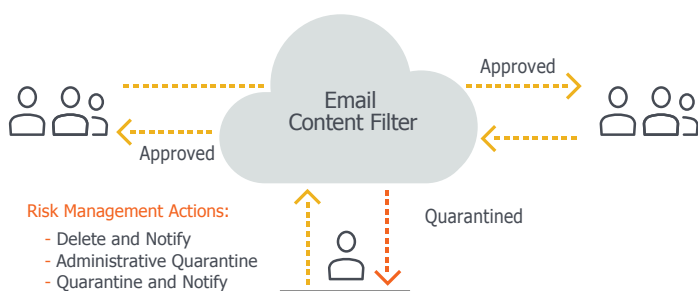 Approved
Email
Content Filter
Approved
Risk Management Actions:
Quarantined
- Delete and Notify
- Administrative Quarantine
- Quarantine and Notify